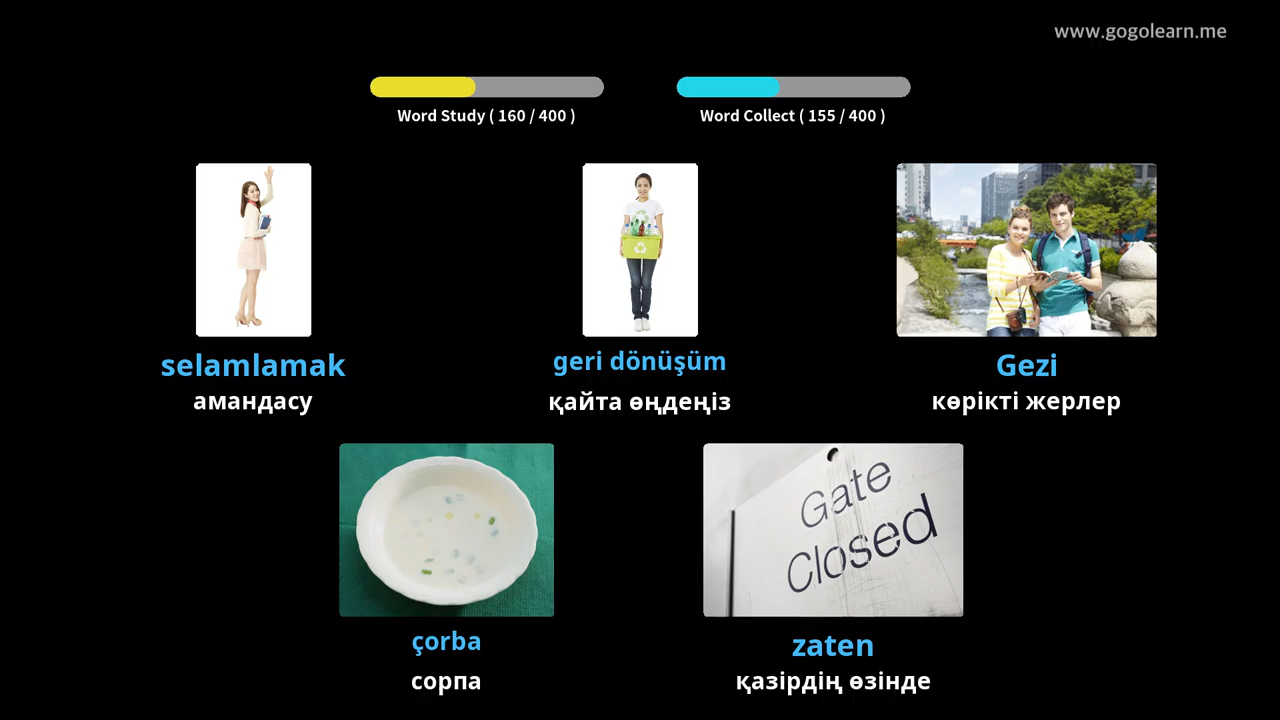 www.gogolearn.me
Word Study ( 160 / 400 )
Word Collect ( 155 / 400 )
selamlamak
амандасу
geri dönüşüm
қайта өңдеңіз
Gezi
көрікті жерлер
Gate
Closed
çorba
сорпа
zaten
қазірдің өзінде